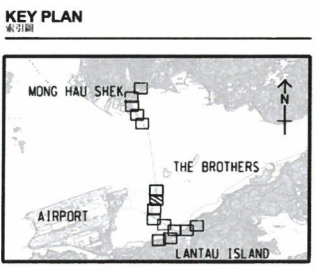 KEY PLAN
索引圖
MONG HAU SHEK
N
THE BROTHERS
AIRPORT
LANTAU ISLAND